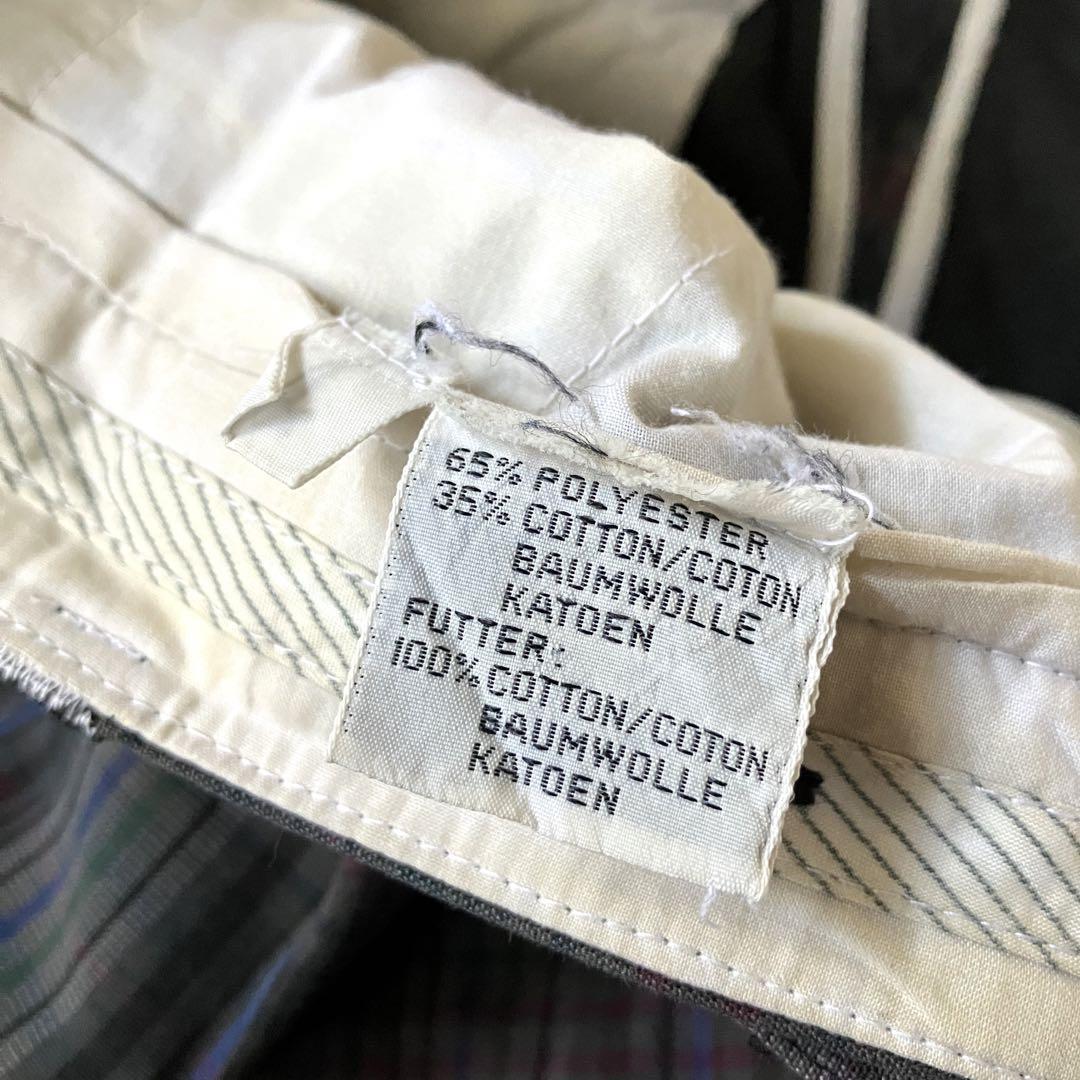 65% POLYESTER
35% COTTON/COTON
BAUMWOLLE
KATOEN
FUTTER:
100% COTTON/COTON
BAUMWOLLE
KATOEN